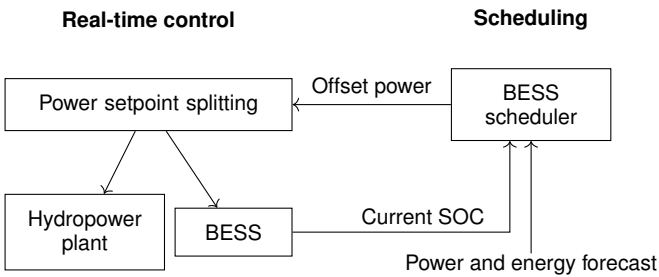 Real-time control
Scheduling
Offset power
Power setpoint splitting
BESS
scheduler
Hydropower
plant
BESS
Current SOC
Power and energy forecast